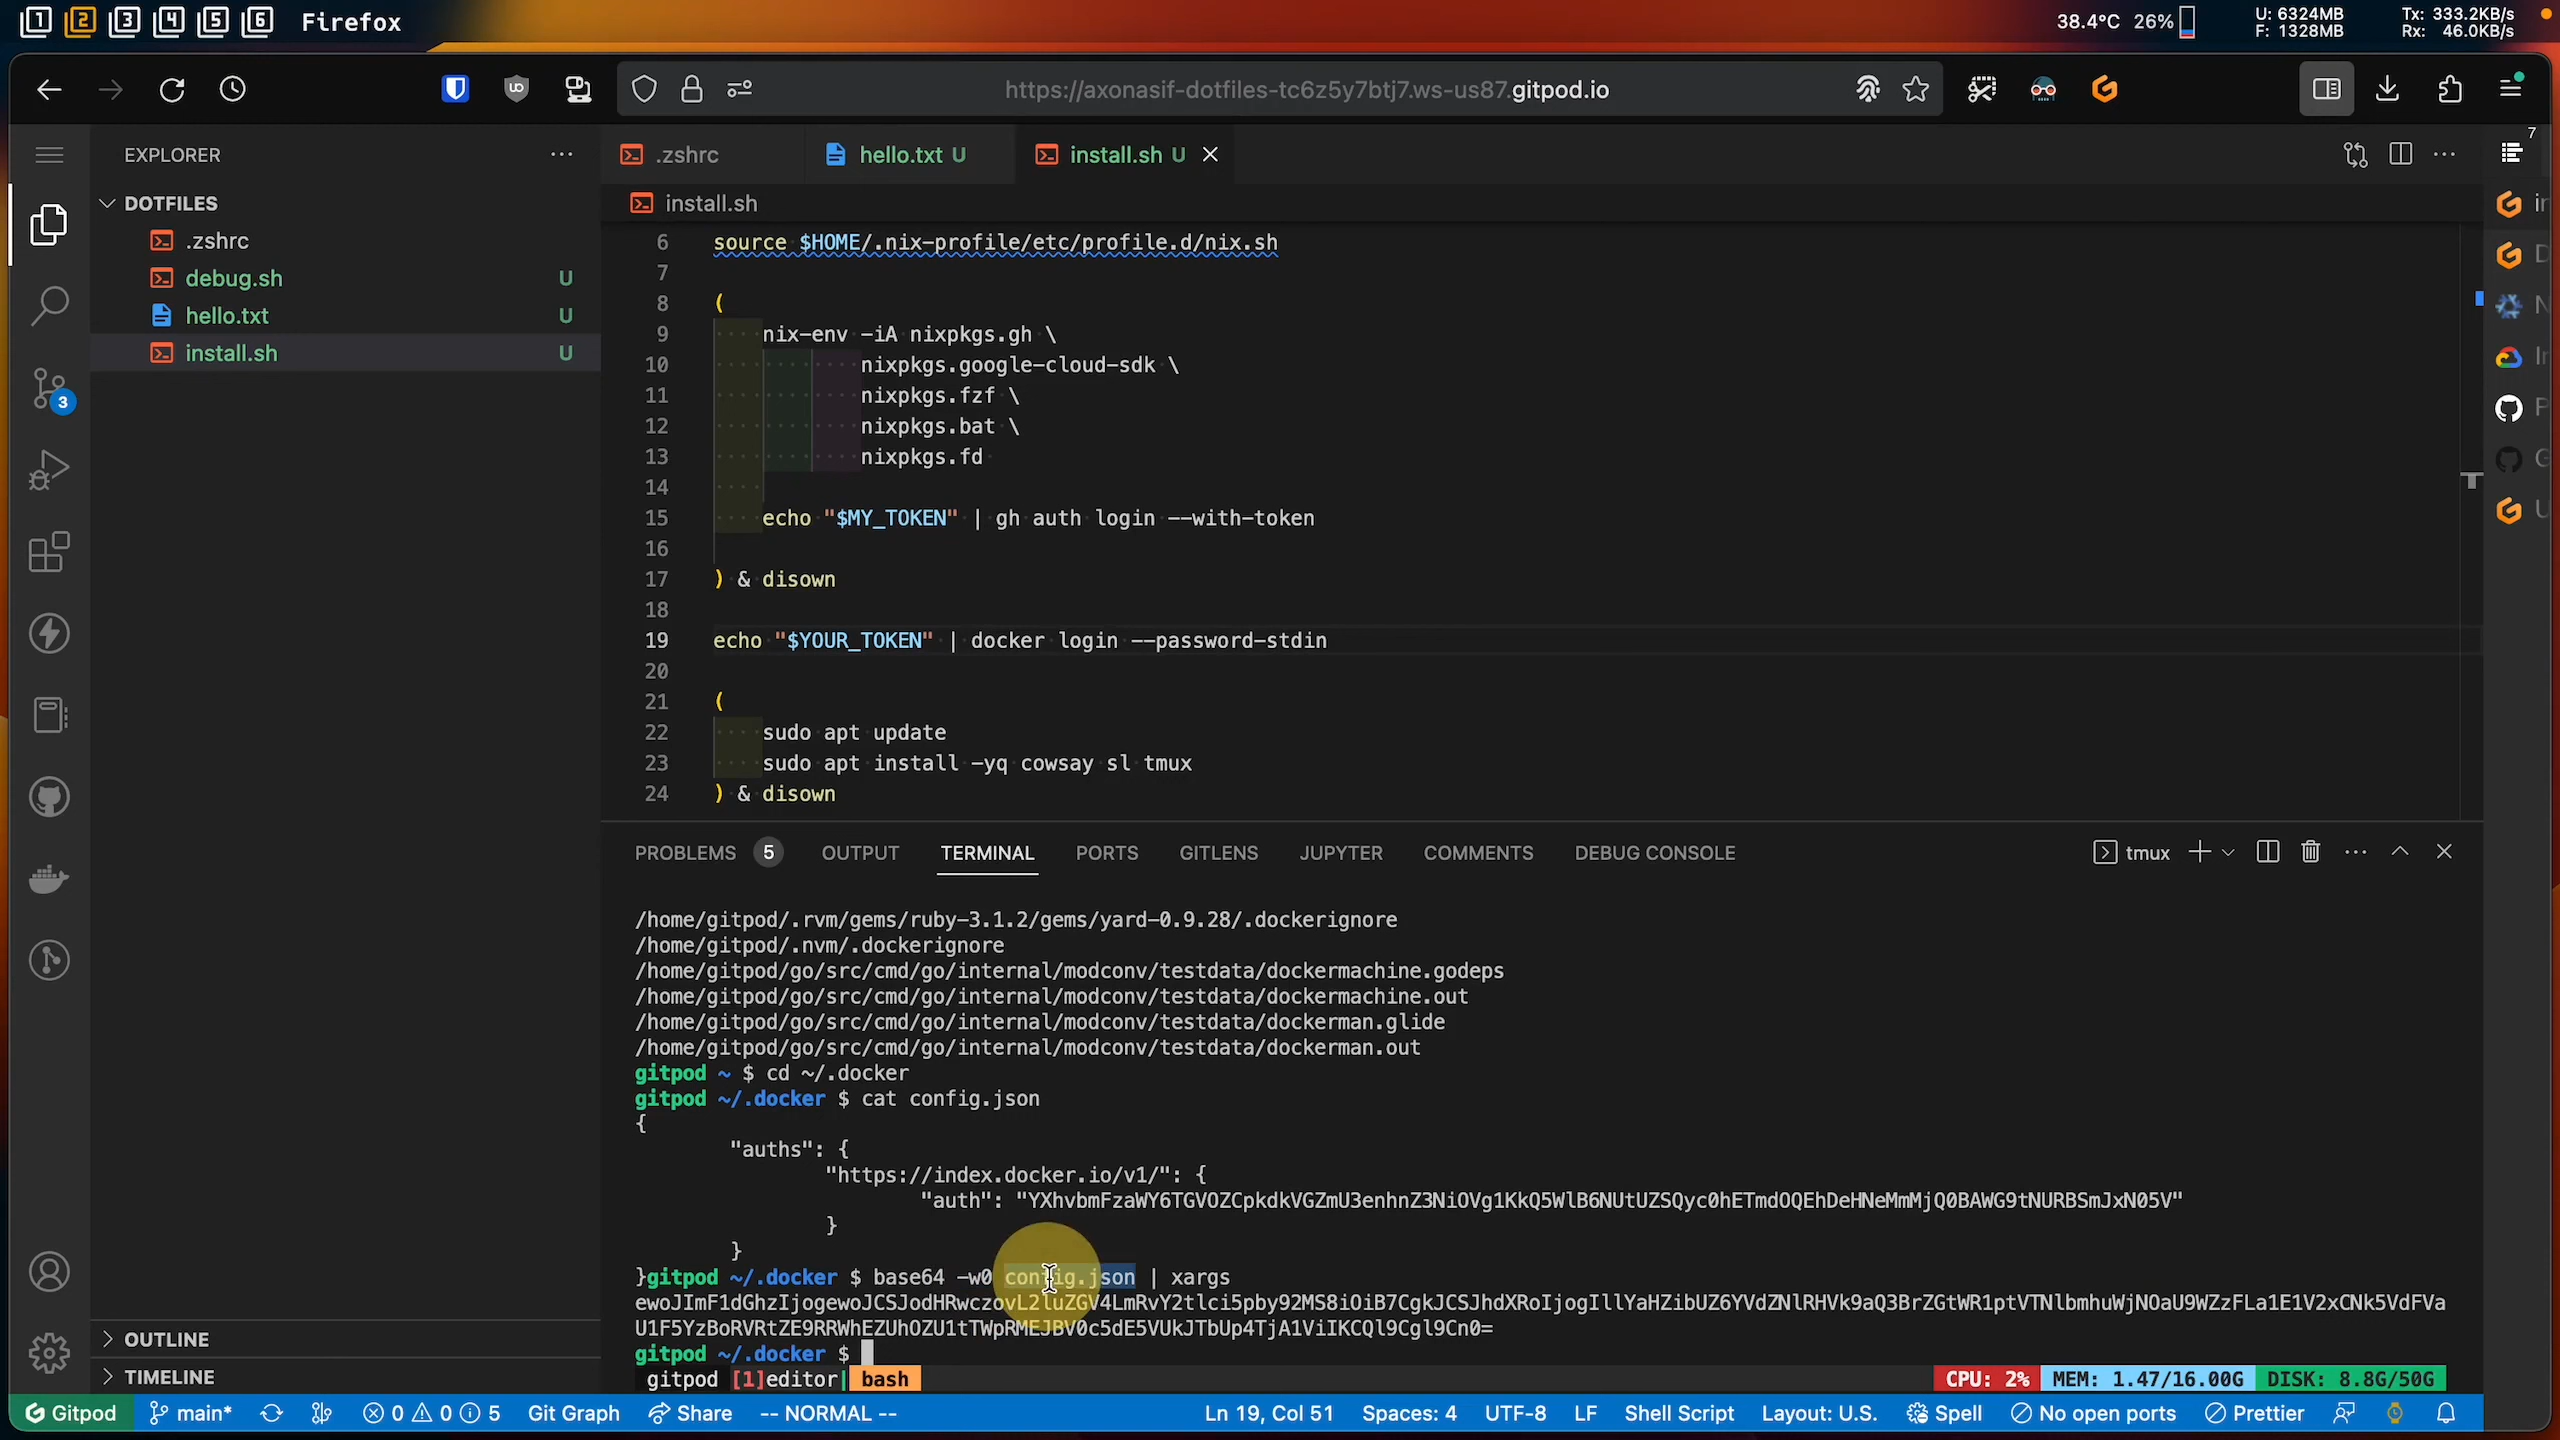 1 2 3 4 5 6 Firefox
38.4°C 26%
U: 6324MB
F: 1328MB
Tx: 333.2KB/s
Rx: 46.0KB/s
https://axonasif-dotfiles-tc6z5y7btj7.ws-us87.gitpod.io
EXPLORER
DOTFILES
.zshrc
debug.sh U
hello.txt U
install.sh U
3
OUTLINE
TIMELINE
.zshrc hello.txt U install.sh U
7
install.sh
6 source $HOME/.nix-profile/etc/profile.d/nix.sh
7
8 (
9 nix-env -iA nixpkgs.gh \
10 nixpkgs.google-cloud-sdk \
11 nixpkgs.fzf \
12 nixpkgs.bat \
13 nixpkgs.fd
14
15 echo "$MY_TOKEN" | gh auth login --with-token
16
17 ) & disown
18
19 echo "$YOUR_TOKEN" | docker login --password-stdin
20
21 (
22 sudo apt update
23 sudo apt install -yq cowsay sl tmux
24 ) & disown
PROBLEMS 5 OUTPUT TERMINAL PORTS GITLENS JUPYTER COMMENTS DEBUG CONSOLE
tmux
/home/gitpod/.rvm/gems/ruby-3.1.2/gems/yard-0.9.28/.dockerignore
/home/gitpod/.nvm/.dockerignore
/home/gitpod/go/src/cmd/go/internal/modconv/testdata/dockermachine.godeps
/home/gitpod/go/src/cmd/go/internal/modconv/testdata/dockermachine.out
/home/gitpod/go/src/cmd/go/internal/modconv/testdata/dockerman.glide
/home/gitpod/go/src/cmd/go/internal/modconv/testdata/dockerman.out
gitpod ~ $ cd ~/.docker
gitpod ~/.docker $ cat config.json
{
"auths": {
"https://index.docker.io/v1/": {
"auth":
}
}
}gitpod ~/.docker $ base64 -w0 config.json | xargs
gitpod ~/.docker $
gitpod [1]editor| bash
CPU: 2% MEM: 1.47/16.00G DISK: 8.8G/50G
Gitpod main* 0 0 5 Git Graph Share -- NORMAL -- Ln 19, Col 51 Spaces: 4 UTF-8 LF Shell Script Layout: U.S. Spell No open ports Prettier